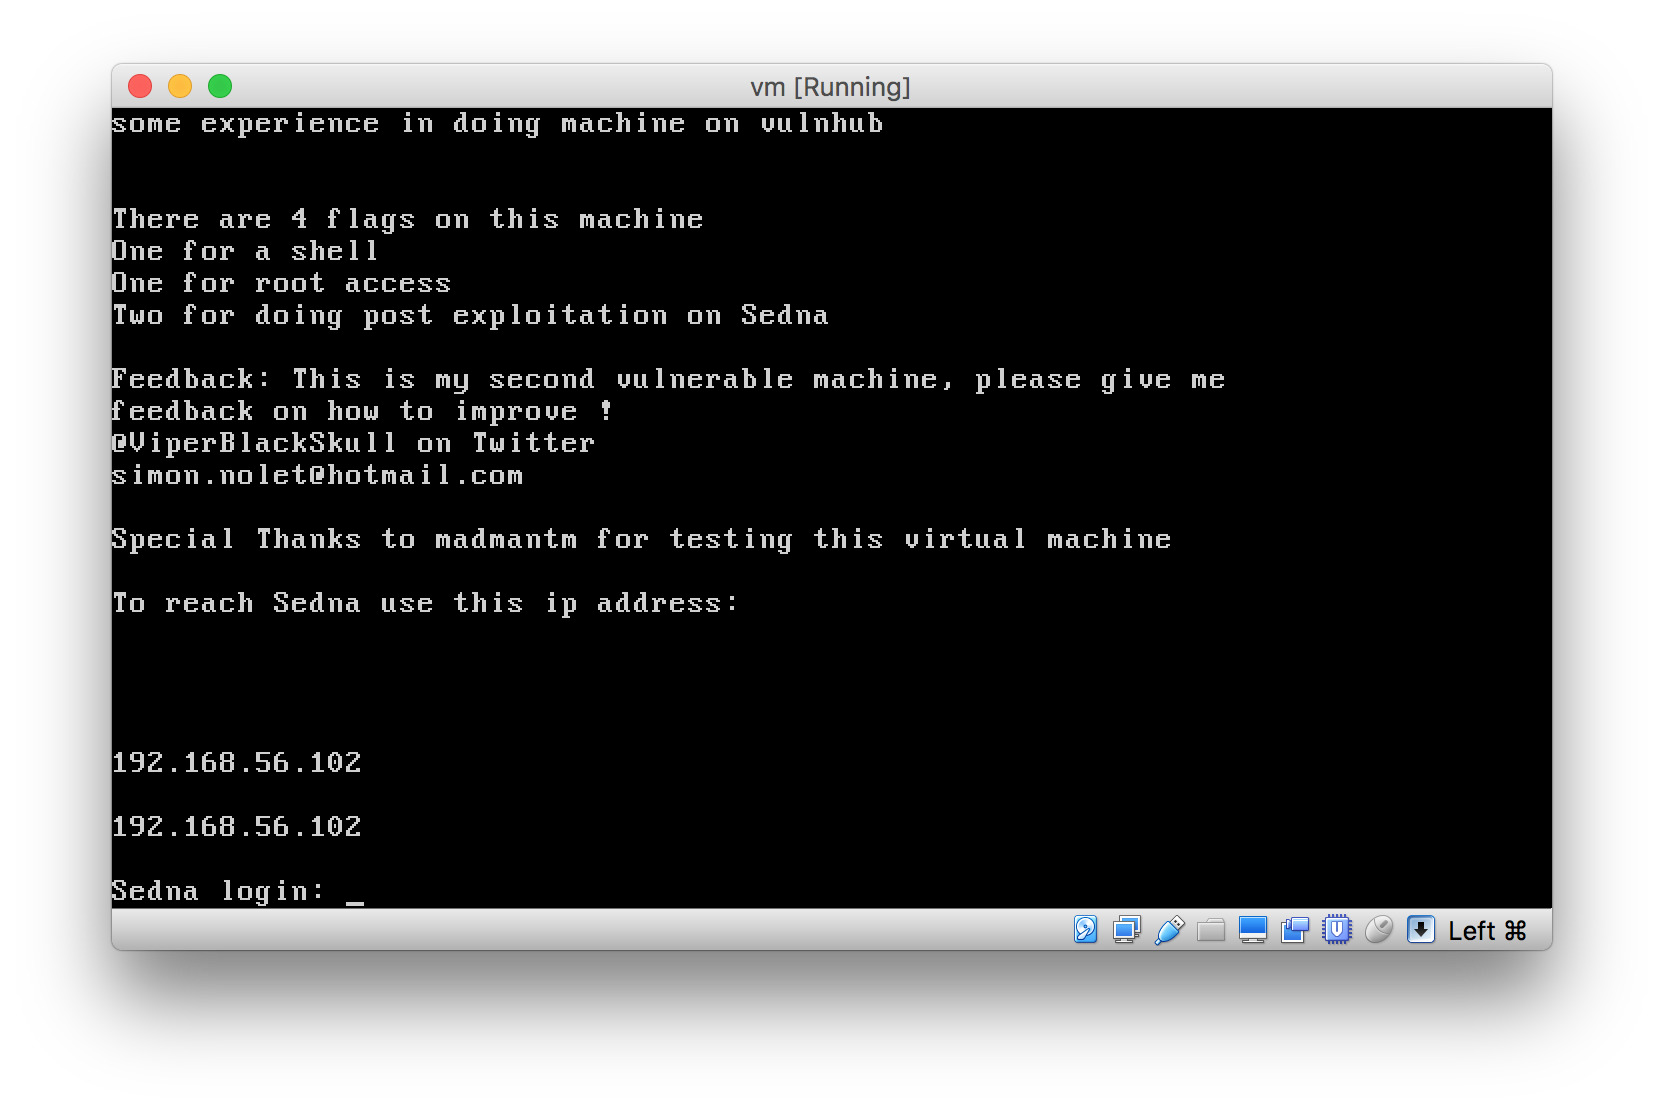 vm [Running]
some experience in doing machine on vulnhub
There are 4 flags on this machine
One for a shell
One for root access
Two for doing post exploitation on Sedna
Feedback: This is my second vulnerable machine, please give me
feedback on how to improve !
@ViperBlackSkull on Twitter
simon.nolet@hotmail.com
Special Thanks to madmantm for testing this virtual machine
To reach Sedna use this ip address:
192.168.56.102
192.168.56.102
Sedna login: _
Left ⌘